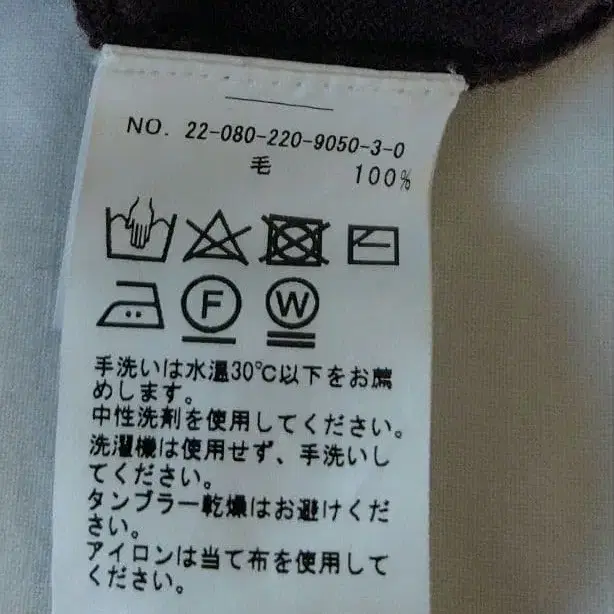 NO. 22-080-220-9050-3-0
毛 100%
F W
手洗いは水温30℃以下をお薦
めします。
中性洗剤を使用してください。
洗濯機は使用せず、手洗いし
てください。
タンブラー乾燥はお避けくだ
さい。
アイロンは当て布を使用して
ください。